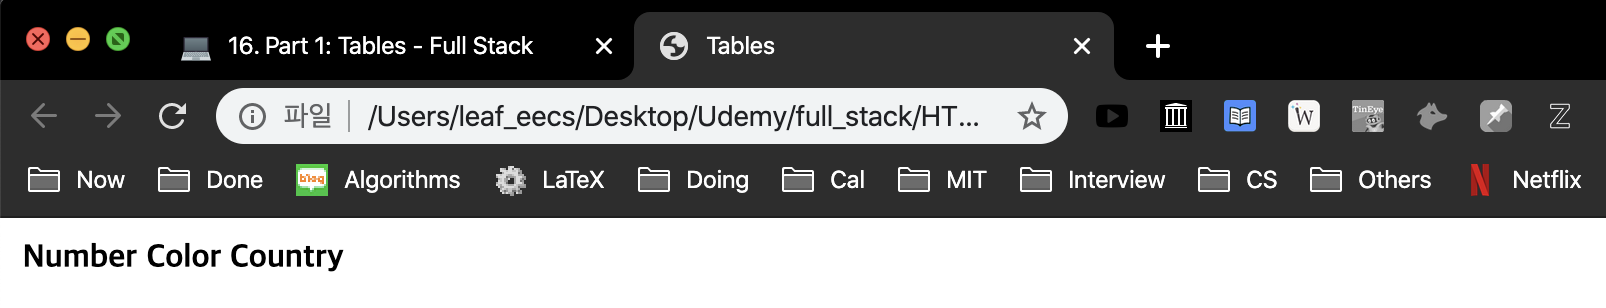 16. Part 1: Tables - Full Stack
Tables
파일 | /Users/leaf_eecs/Desktop/Udemy/full_stack/HT...
W
TinEye
Z
Now Done blog Algorithms LaTeX Doing Cal MIT Interview CS Others N Netflix
Number Color Country